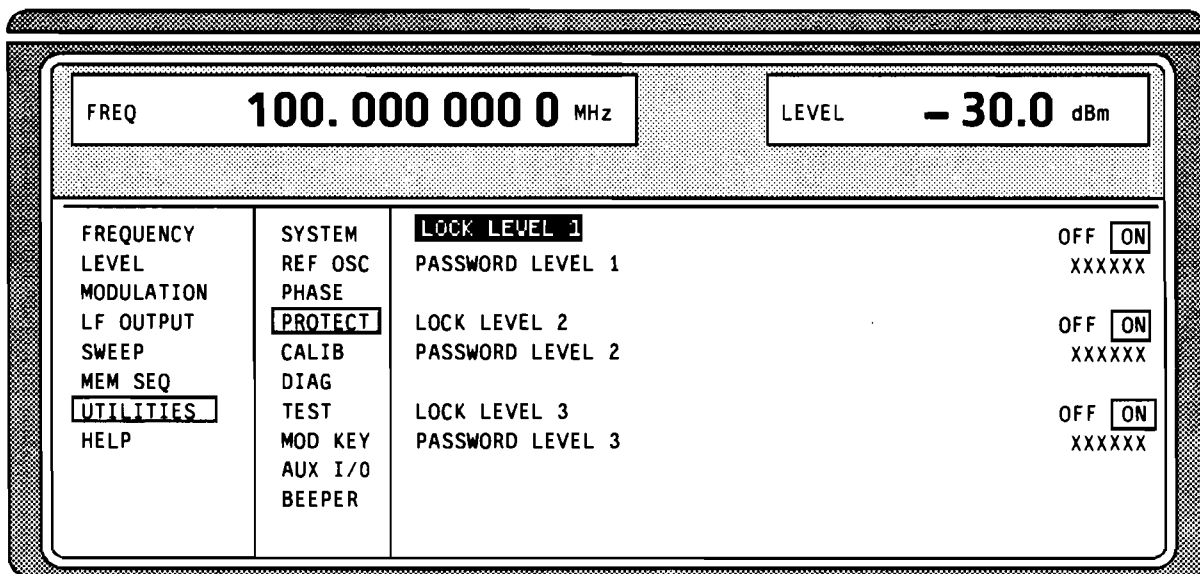 FREQ 100. 000 000 0 MHz
LEVEL - 30.0 dBm
FREQUENCY
LEVEL
MODULATION
LF OUTPUT
SWEEP
MEM SEQ
UTILITIES
HELP
SYSTEM
REF OSC
PHASE
PROTECT
CALIB
DIAG
TEST
MOD KEY
AUX I/O
BEEPER
LOCK LEVEL 1 OFF ON
PASSWORD LEVEL 1 XXXXXX
LOCK LEVEL 2 OFF ON
PASSWORD LEVEL 2 XXXXXX
LOCK LEVEL 3 OFF ON
PASSWORD LEVEL 3 XXXXXX